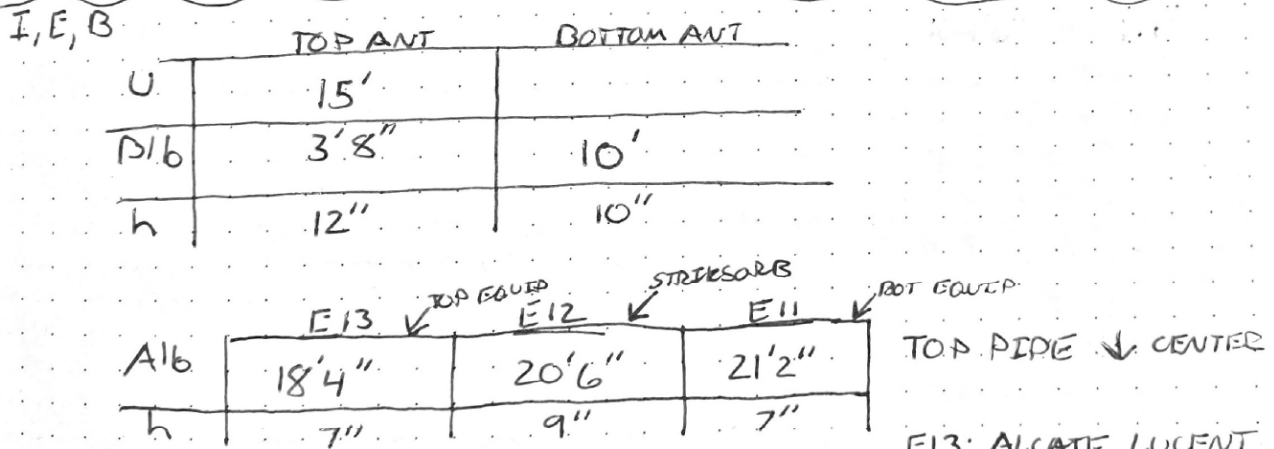 I, E, B
TOP ANT BOTTOM ANT
U 15'
B/b 3'8" 10'
h 12" 10"
TOP EQUIP STRIKSORB BOT EQUIP
E13 E12 E11
A/b 18'4" 20'6" 21'2" TOP PIPE ↓ CENTER
h 7" 9" 7"
E13: ALCATE LUCENT